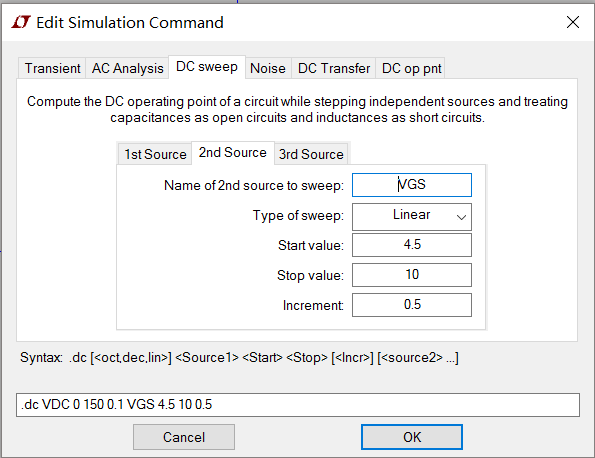 Edit Simulation Command
Transient AC Analysis DC sweep Noise DC Transfer DC op pnt
Compute the DC operating point of a circuit while stepping independent sources and treating
capacitances as open circuits and inductances as short circuits.
1st Source 2nd Source 3rd Source
Name of 2nd source to sweep: VGS
Type of sweep: Linear
Start value: 4.5
Stop value: 10
Increment: 0.5
Syntax: .dc [<oct,dec,lin>] <Source1> <Start> <Stop> [<Incr>] [<source2> ...]
.dc VDC 0 150 0.1 VGS 4.5 10 0.5
Cancel OK